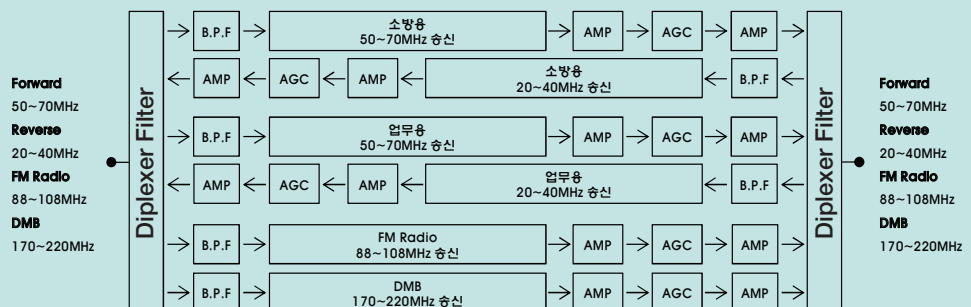 Forward
50~70MHz
Reverse
20~40MHz
FM Radio
88~108MHz
DMB
170~220MHz
Diplexer Filter
B.P.F
소방용
50~70MHz 송신
AMP
AGC
AMP
AMP
AGC
AMP
소방용
20~40MHz 송신
B.P.F
B.P.F
업무용
50~70MHz 송신
AMP
AGC
AMP
AMP
AGC
AMP
업무용
20~40MHz 송신
B.P.F
B.P.F
FM Radio
88~108MHz 송신
AMP
AGC
AMP
B.P.F
DMB
170~220MHz 송신
AMP
AGC
AMP
Diplexer Filter
Forward
50~70MHz
Reverse
20~40MHz
FM Radio
88~108MHz
DMB
170~220MHz